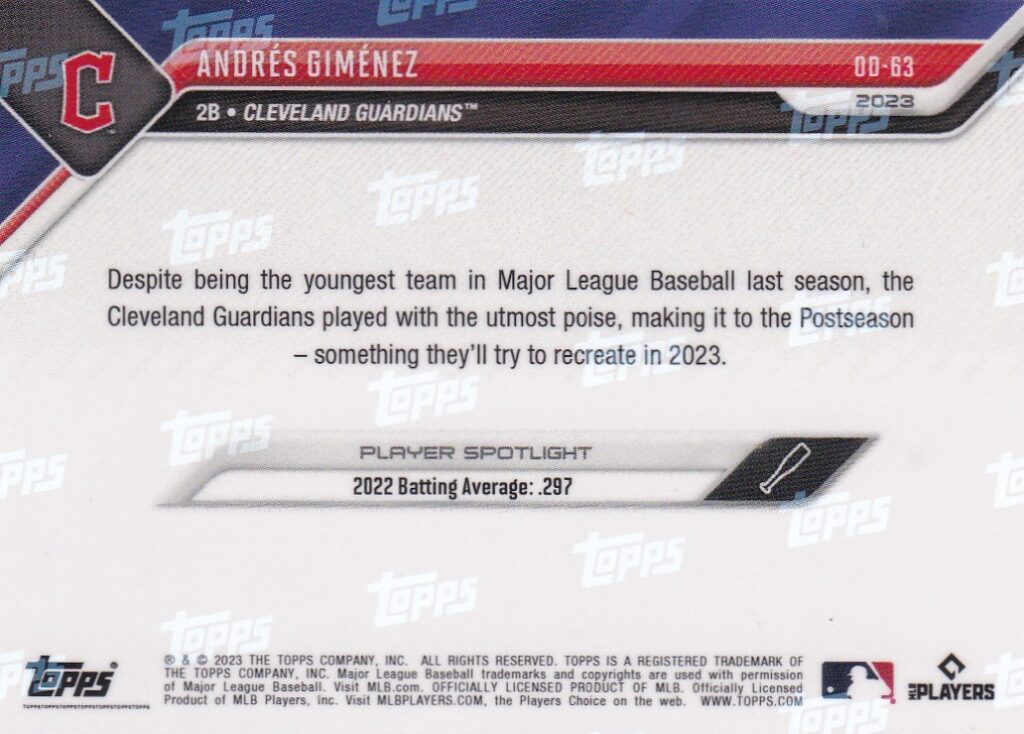 ANDRÉS GIMÉNEZ OD-63
2B • CLEVELAND GUARDIANS™ 2023
Despite being the youngest team in Major League Baseball last season, the
Cleveland Guardians played with the utmost poise, making it to the Postseason
– something they'll try to recreate in 2023.
PLAYER SPOTLIGHT
2022 Batting Average: .297
® & © 2023 THE TOPPS COMPANY, INC. ALL RIGHTS RESERVED. TOPPS IS A REGISTERED TRADEMARK OF
THE TOPPS COMPANY, INC. Major League Baseball trademarks and copyrights are used with permission
of Major League Baseball. Visit MLB.com. OFFICIALLY LICENSED PRODUCT OF MLB. Officially Licensed
Product of MLB Players, Inc. Visit MLBPLAYERS.COM, the Players Choice on the web. WWW.TOPPS.COM
Topps®
TOPPSTOPPSTOPPSTOPPSTOPPSTOPPSTOPPS
MLB PLAYERS
C